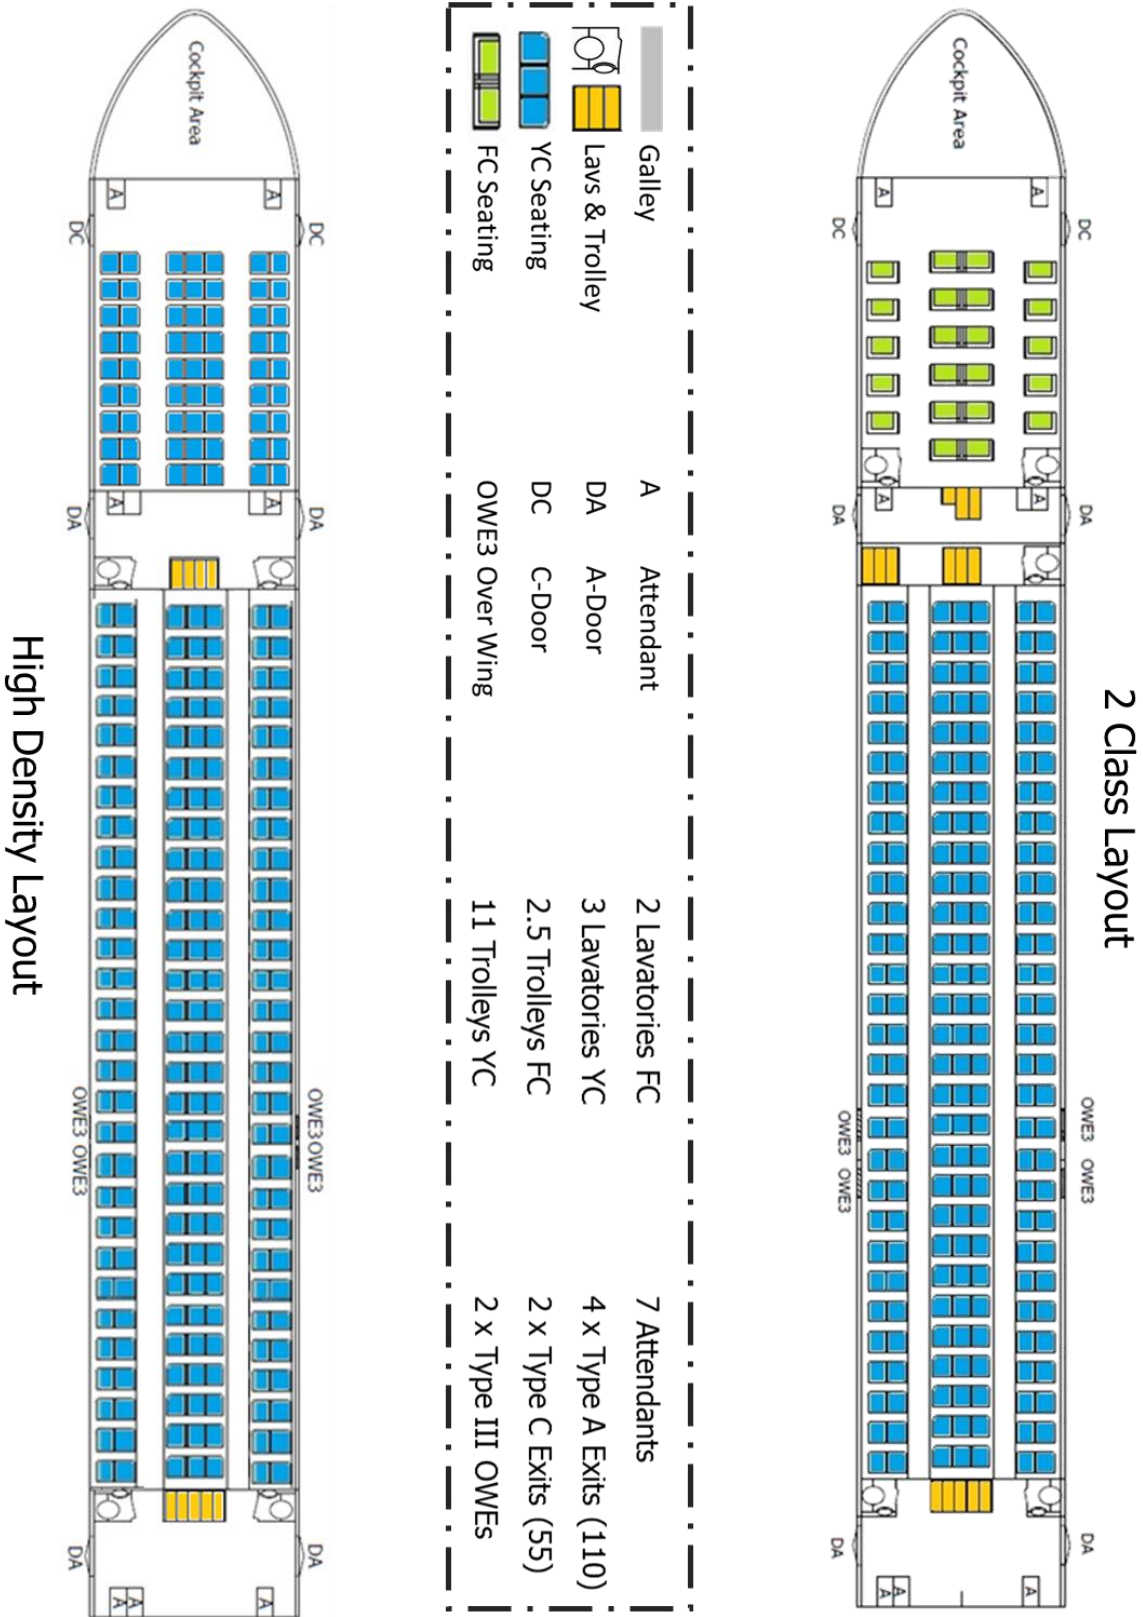 2 Class Layout
DC
DA
OWE3 OWE3
DA
Cockpit Area
A
A
A
A
A
A
A
DC
DA
OWE3 OWE3
DA
Galley
A Attendant
2 Lavatories FC
7 Attendants
Lavs & Trolley
DA A-Door
3 Lavatories YC
4 x Type A Exits (110)
YC Seating
DC C-Door
2.5 Trolleys FC
2 x Type C Exits (55)
FC Seating
OWE3 Over Wing
11 Trolleys YC
2 x Type III OWEs
DC
DA
OWE3OWE3
DA
Cockpit Area
A
A
A
A
A
A
A
DC
DA
OWE3 OWE3
DA
High Density Layout